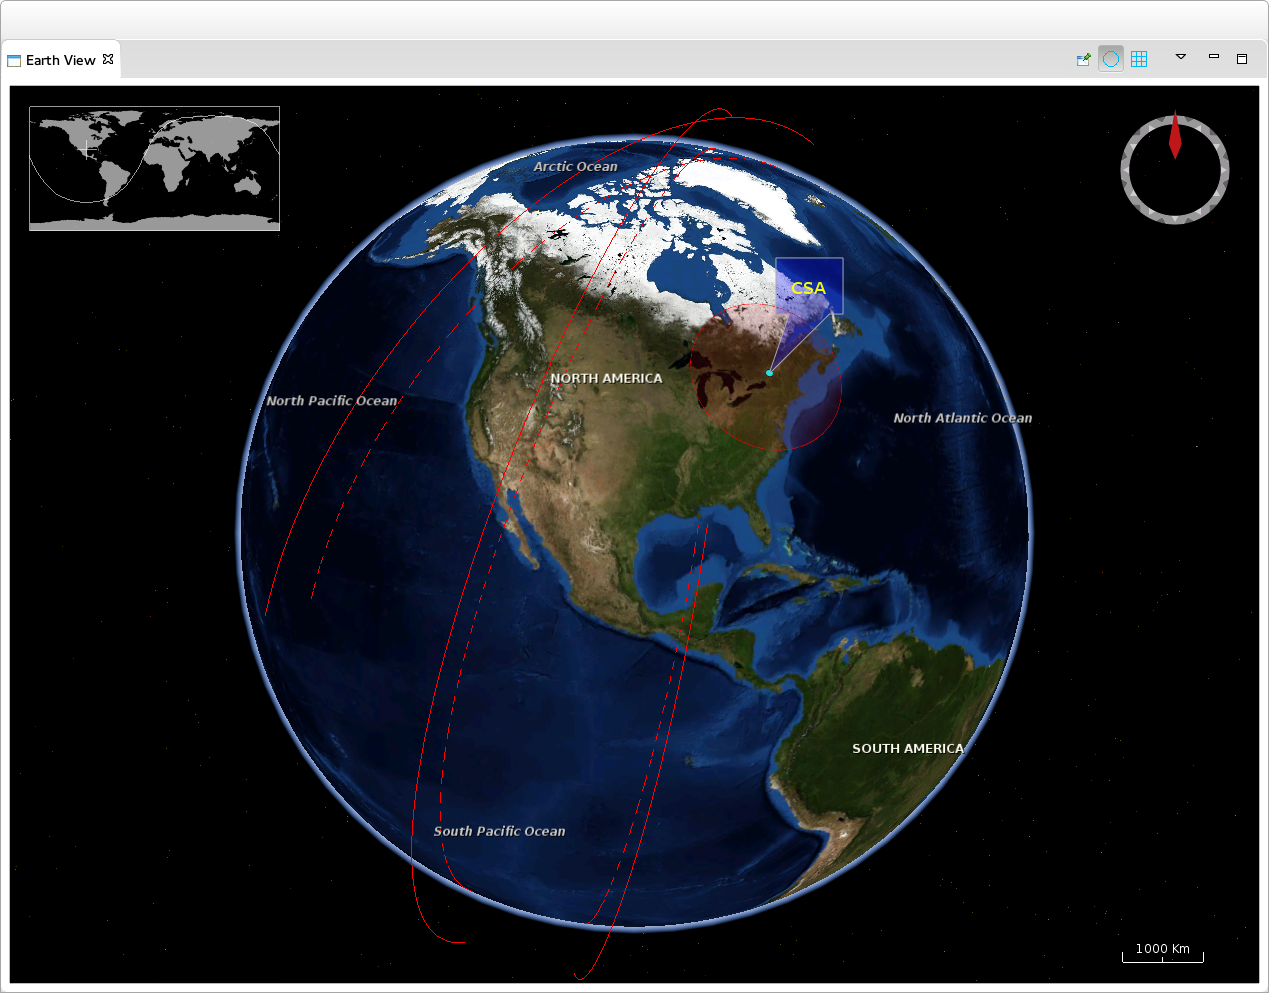 Earth View
Arctic Ocean
CSA
NORTH AMERICA
North Pacific Ocean
North Atlantic Ocean
SOUTH AMERICA
South Pacific Ocean
1000 Km